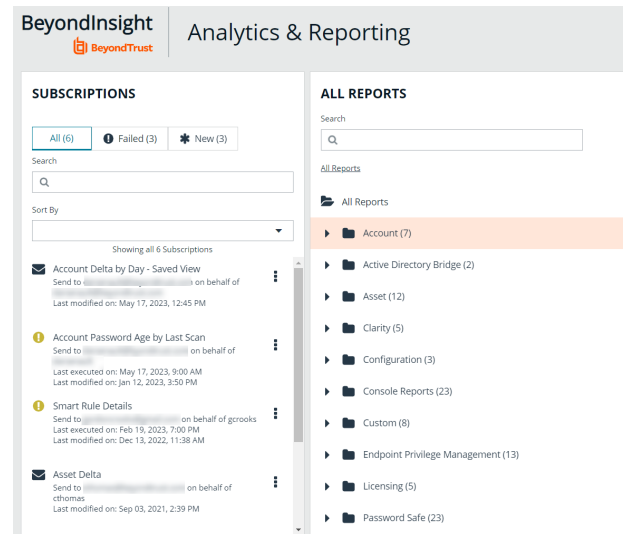 BeyondInsight
BeyondTrust
Analytics & Reporting
SUBSCRIPTIONS
All (6)
Failed (3)
New (3)
Search
Sort By
Showing all 6 Subscriptions
Account Delta by Day - Saved View
Send to on behalf of
Last modified on: May 17, 2023, 12:45 PM
Account Password Age by Last Scan
Send to on behalf of
Last executed on: May 17, 2023, 9:00 AM
Last modified on: Jan 12, 2023, 3:50 PM
Smart Rule Details
Send to on behalf of gcrooks
Last executed on: Feb 19, 2023, 7:00 PM
Last modified on: Dec 13, 2022, 11:38 AM
Asset Delta
Send to on behalf of
cthomas
Last modified on: Sep 03, 2021, 2:39 PM
ALL REPORTS
Search
All Reports
All Reports
Account (7)
Active Directory Bridge (2)
Asset (12)
Clarity (5)
Configuration (3)
Console Reports (23)
Custom (8)
Endpoint Privilege Management (13)
Licensing (5)
Password Safe (23)